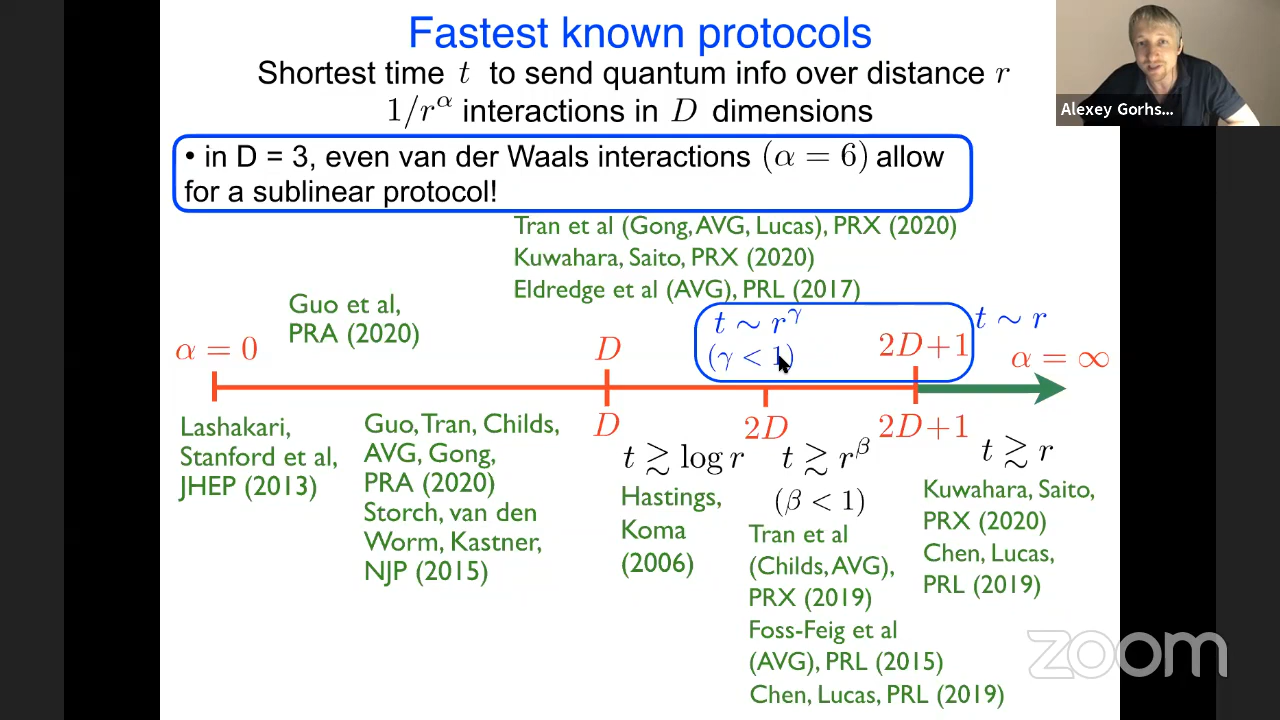 Fastest known protocols
Shortest time t to send quantum info over distance r
1/r^α interactions in D dimensions
Alexey Gorhs...
• in D = 3, even van der Waals interactions (α = 6) allow
for a sublinear protocol!
Tran et al (Gong, AVG, Lucas), PRX (2020)
Kuwahara, Saito, PRX (2020)
Eldredge et al (AVG), PRL (2017)
Guo et al,
PRA (2020)
t ∼ r^γ
(γ < 1)
t ∼ r
α = 0
D
2D+1
α = ∞
D
2D
2D+1
Lashakari,
Stanford et al,
JHEP (2013)
Guo, Tran, Childs,
AVG, Gong,
PRA (2020)
Storch, van den
Worm, Kastner,
NJP (2015)
t ≳ log r
Hastings,
Koma
(2006)
t ≳ r^β
(β < 1)
Tran et al
(Childs, AVG),
PRX (2019)
Foss-Feig et al
(AVG), PRL (2015)
Chen, Lucas, PRL (2019)
t ≳ r
Kuwahara, Saito,
PRX (2020)
Chen, Lucas,
PRL (2019)
zoom